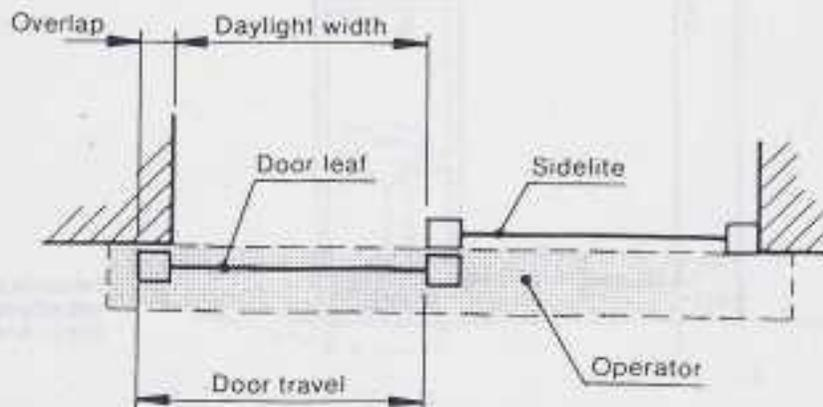 Overlap
Daylight width
Door leaf
Sidelite
Operator
Door travel